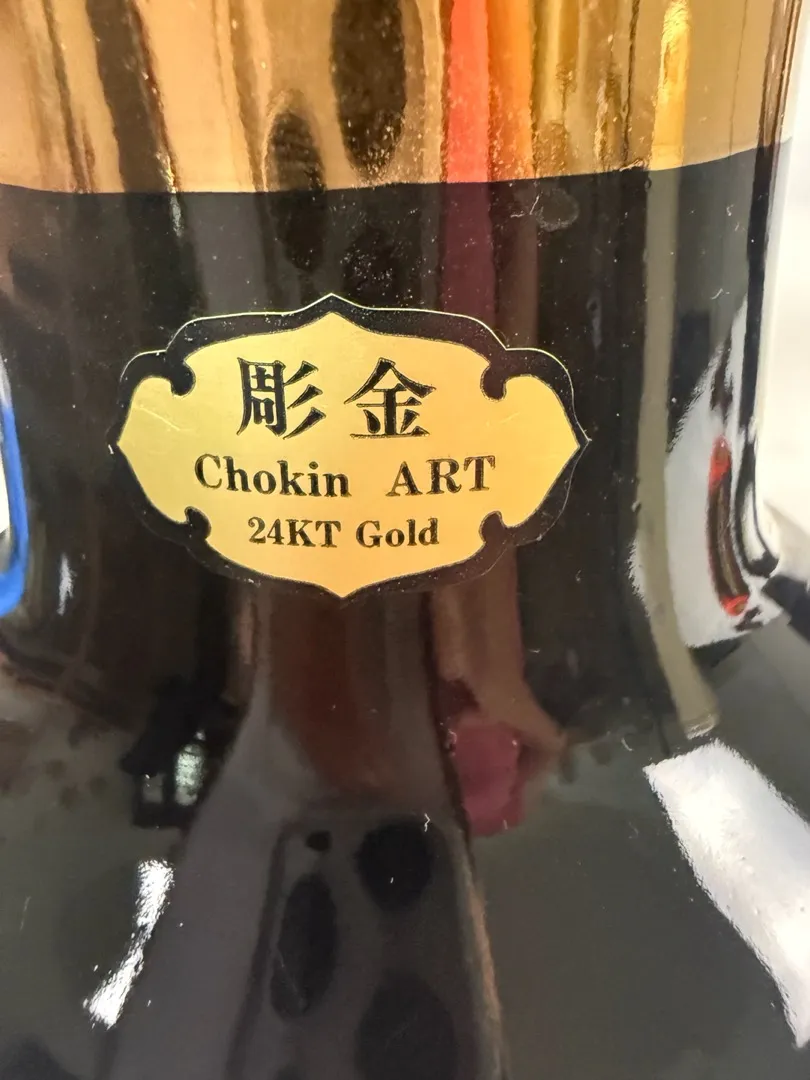 彫金
Chokin ART
24KT Gold